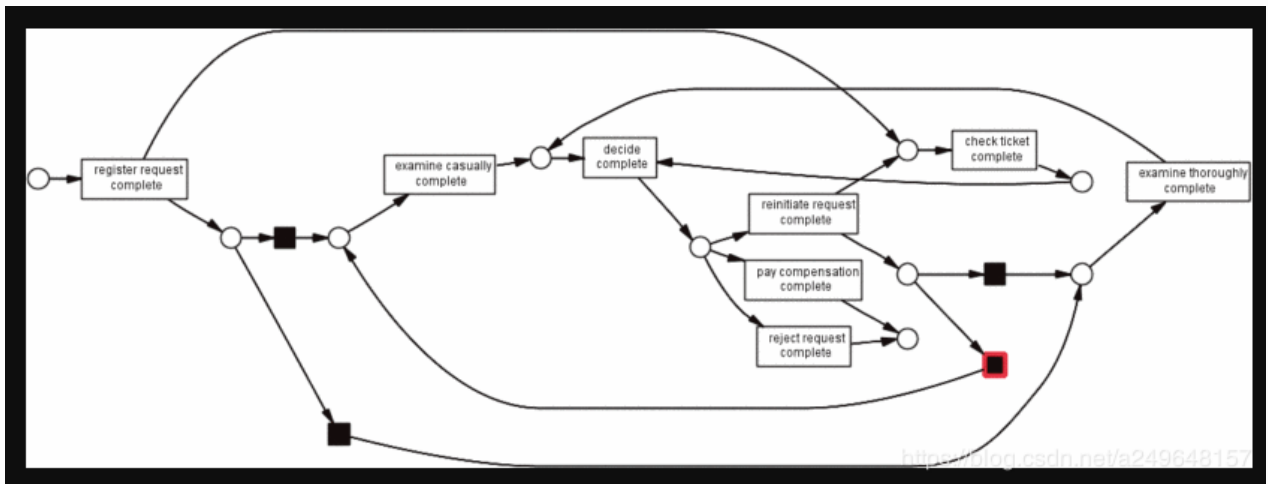 register request
complete
examine casually
complete
decide
complete
check ticket
complete
examine thoroughly
complete
reinitiate request
complete
pay compensation
complete
reject request
complete
https://blog.csdn.net/a249648157